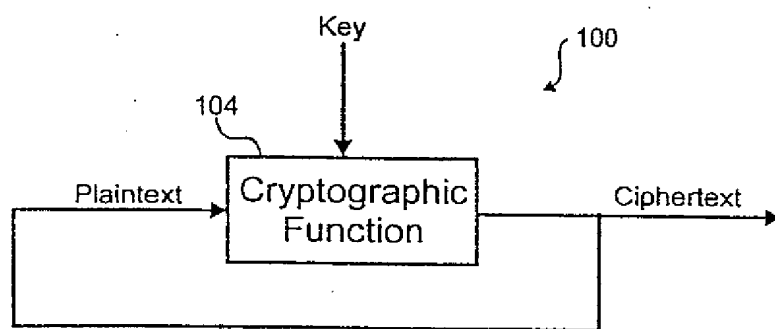 Key
100
104
Plaintext
Cryptographic
Function
Ciphertext